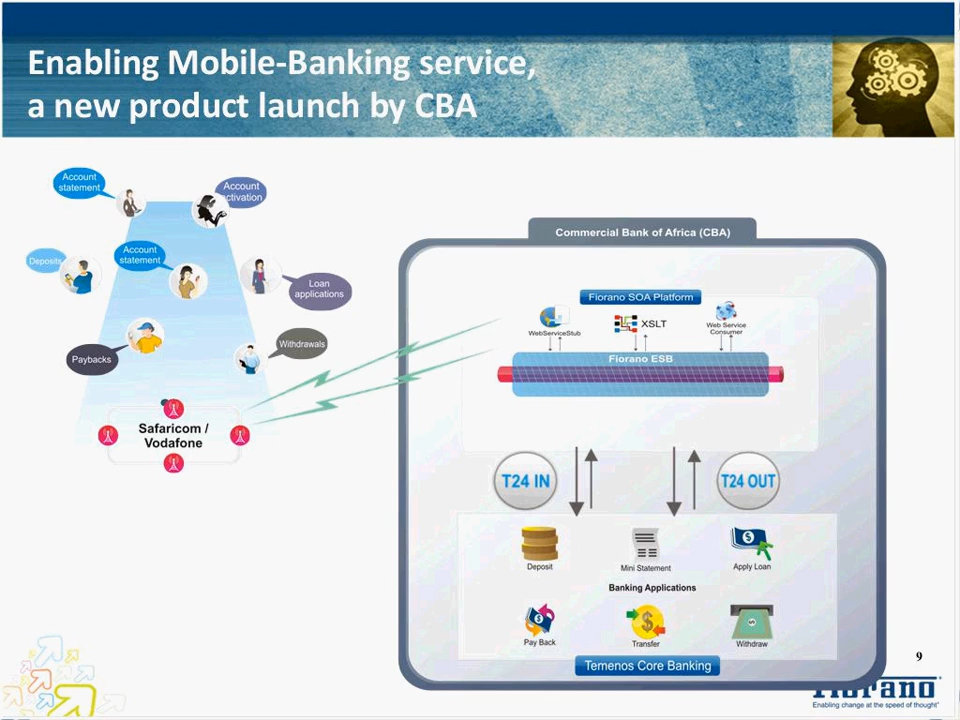 Enabling Mobile-Banking service,
a new product launch by CBA
Account
statement
Account
ctivation
Deposits
Account
statement
Loan
applications
Paybacks
Withdrawals
Safaricom /
Vodafone
Commercial Bank of Africa (CBA)
Fiorano SOA Platform
WebServiceStub
XSLT
Web Service
Consumer
Fiorano ESB
T24 IN
T24 OUT
Deposit
Mini Statement
Apply Loan
Banking Applications
Pay Back
Transfer
Withdraw
Temenos Core Banking
9
Fiorano
Enabling change at the speed of thought"